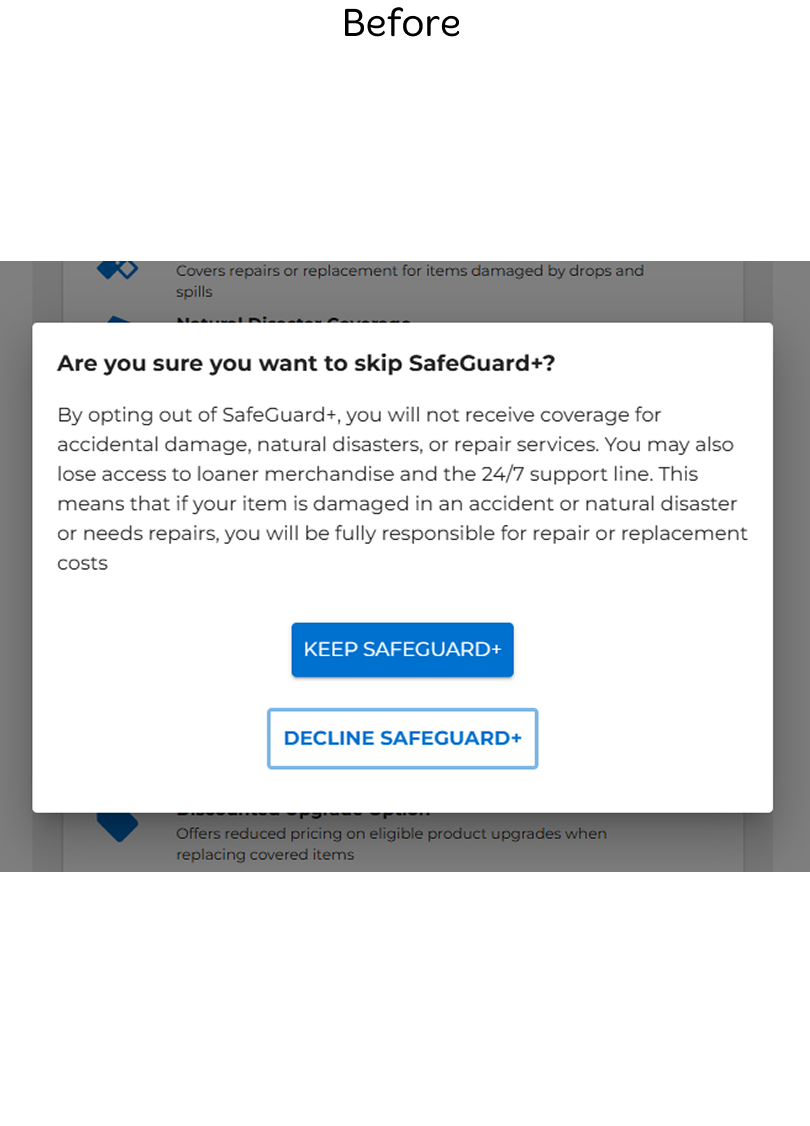 Before
Covers repairs or replacement for items damaged by drops and
spills
Natural Disaster Coverage
Are you sure you want to skip SafeGuard+?
By opting out of SafeGuard+, you will not receive coverage for
accidental damage, natural disasters, or repair services. You may also
lose access to loaner merchandise and the 24/7 support line. This
means that if your item is damaged in an accident or natural disaster
or needs repairs, you will be fully responsible for repair or replacement
costs
KEEP SAFEGUARD+
DECLINE SAFEGUARD+
Discounted Upgrade Option
Offers reduced pricing on eligible product upgrades when
replacing covered items